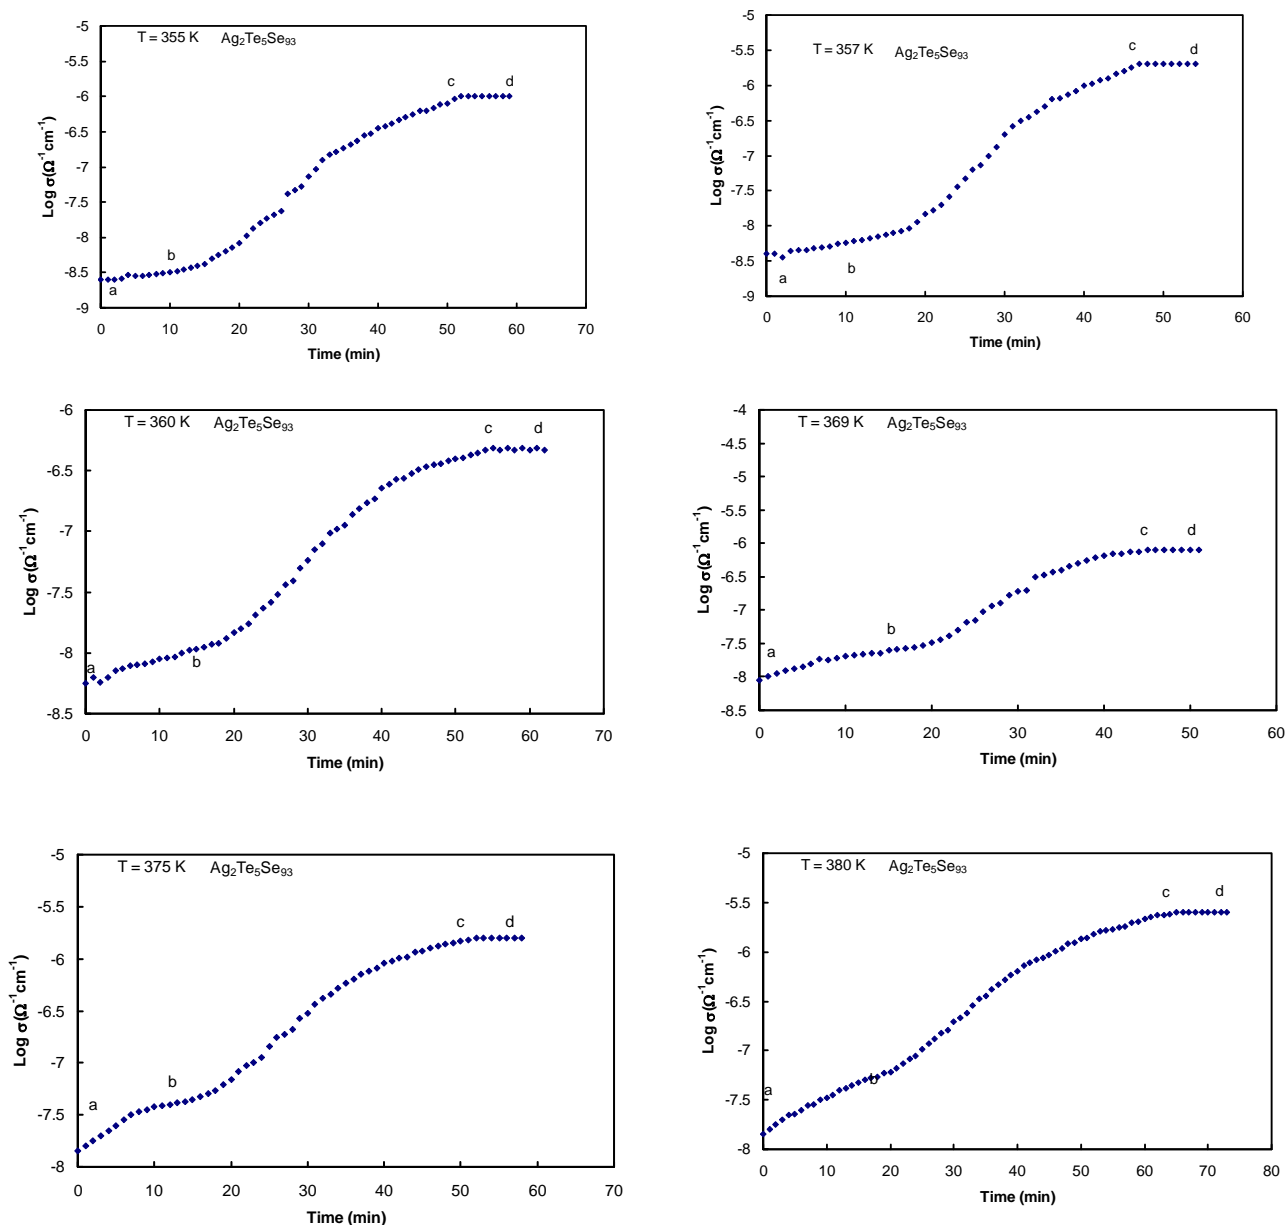 T = 355 K Ag₂Te₅Se₉₃
-5
-5.5
-6
-6.5
-7
-7.5
-8
-8.5
-9
Log σ(Ω⁻¹cm⁻¹)
a
b
c
d
0 10 20 30 40 50 60 70
Time (min)
T = 357 K Ag₂Te₅Se₉₃
-5
-5.5
-6
-6.5
-7
-7.5
-8
-8.5
-9
Log σ(Ω⁻¹cm⁻¹)
a
b
c
d
0 10 20 30 40 50 60
Time (min)
T = 360 K Ag₂Te₅Se₉₃
-6
-6.5
-7
-7.5
-8
-8.5
Log σ(Ω⁻¹cm⁻¹)
a
b
c
d
0 10 20 30 40 50 60 70
Time (min)
T = 369 K Ag₂Te₅Se₉₃
-4
-4.5
-5
-5.5
-6
-6.5
-7
-7.5
-8
-8.5
Log σ(Ω⁻¹cm⁻¹)
a
b
c
d
0 10 20 30 40 50 60
Time (min)
T = 375 K Ag₂Te₅Se₉₃
-5
-5.5
-6
-6.5
-7
-7.5
-8
Log σ(Ω⁻¹cm⁻¹)
a
b
c
d
0 10 20 30 40 50 60 70
Time (min)
T = 380 K Ag₂Te₅Se₉₃
-5
-5.5
-6
-6.5
-7
-7.5
-8
Log σ(Ω⁻¹cm⁻¹)
a
b
c
d
0 10 20 30 40 50 60 70 80
Time (min)